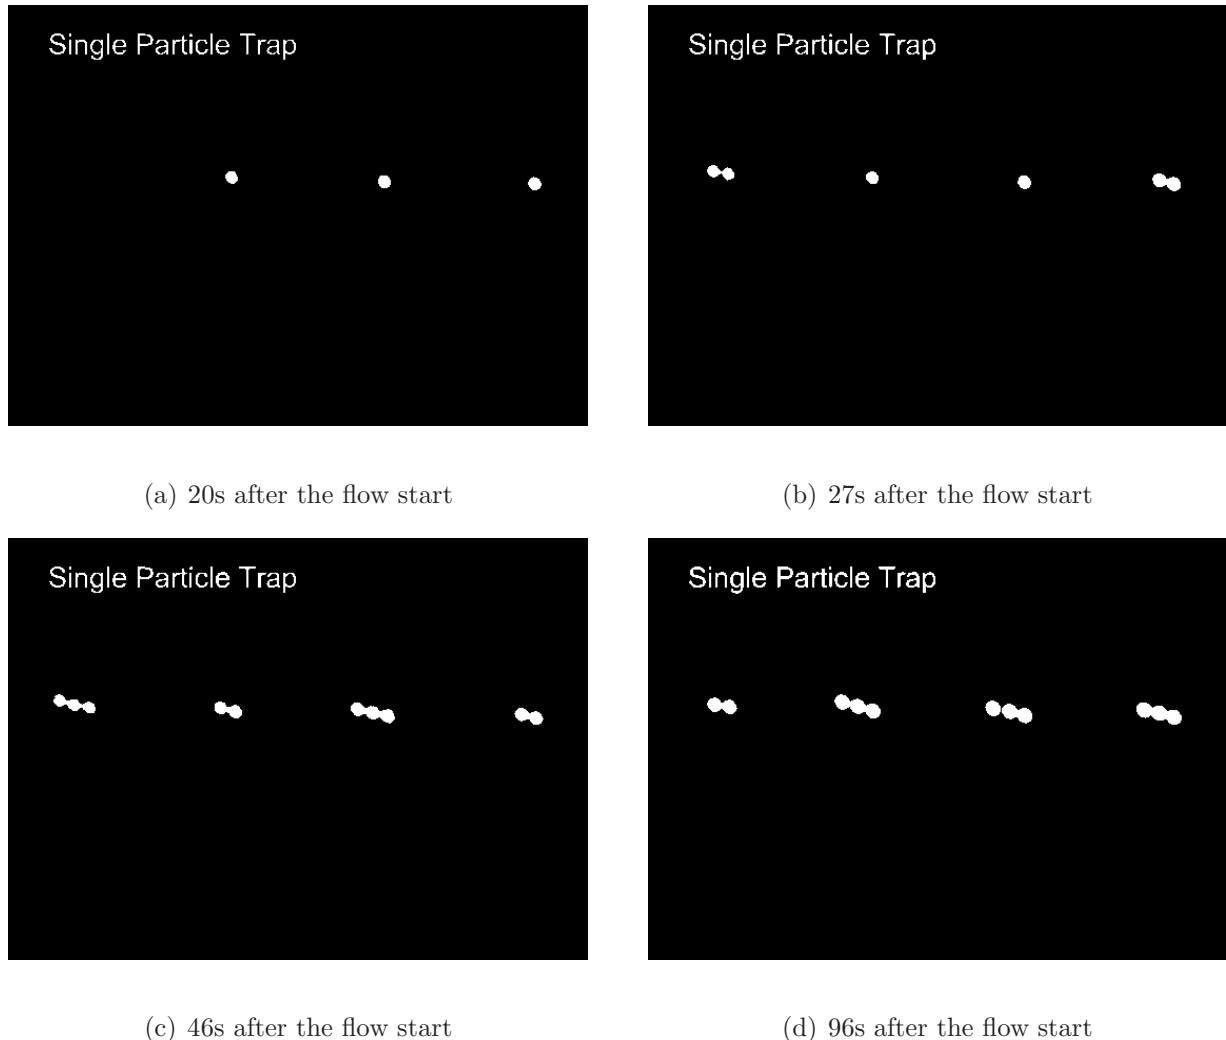 Single Particle Trap
Single Particle Trap
(a) 20s after the flow start
(b) 27s after the flow start
Single Particle Trap
Single Particle Trap
(c) 46s after the flow start
(d) 96s after the flow start